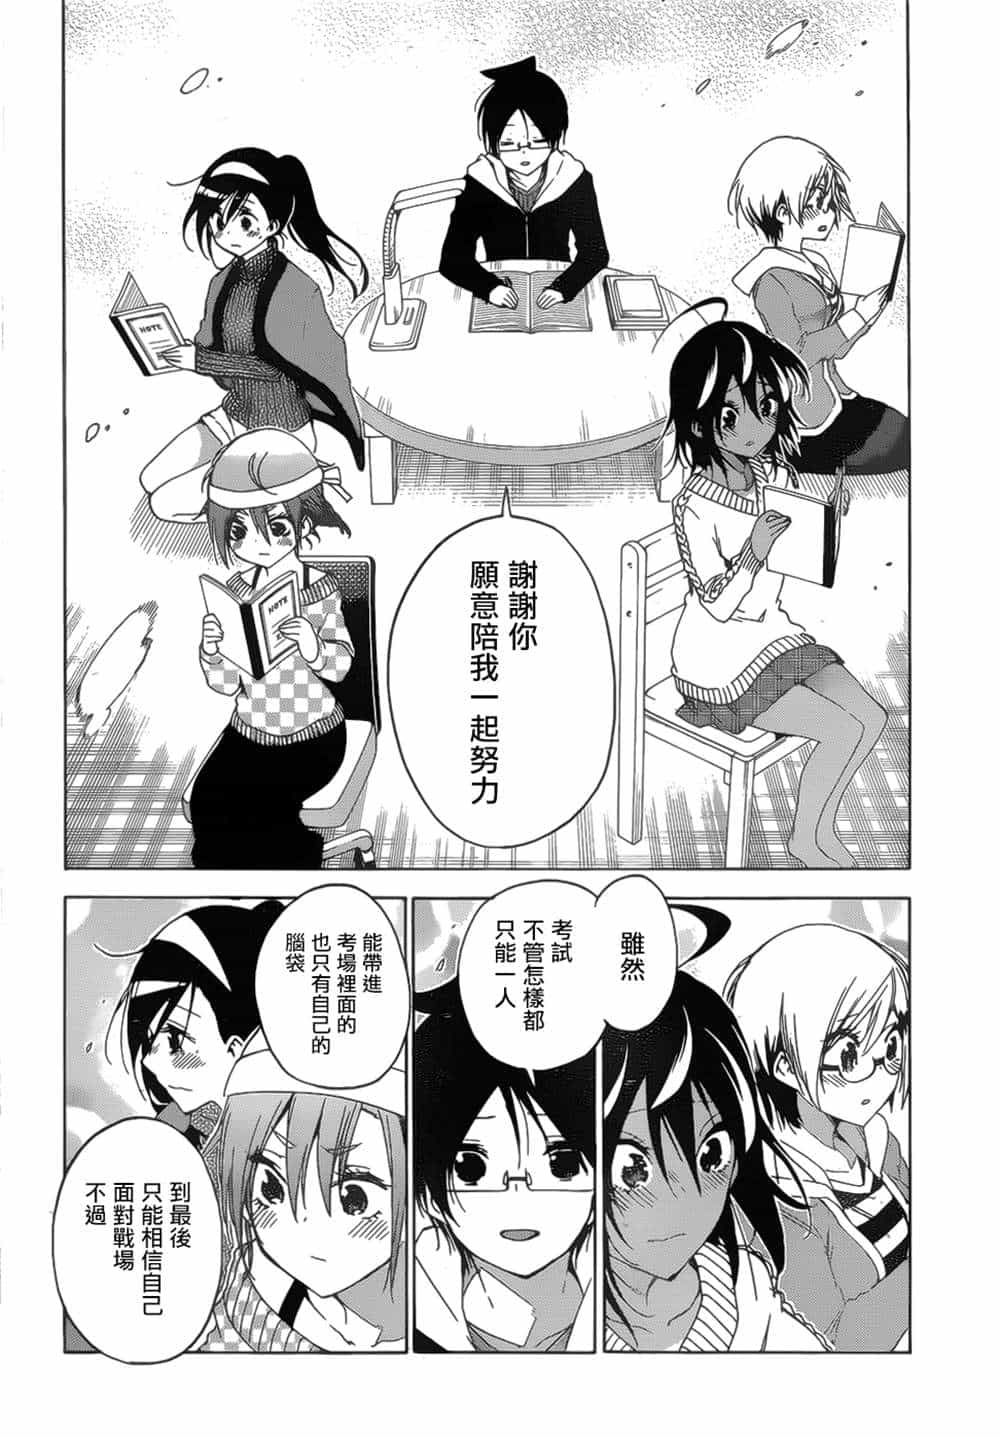 NOTE
NOTE
謝謝你
願意陪我一起努力
雖然
考試
不管怎樣都
只能一人
能帶進
考場裡面的
也只有自己的
腦袋
到最後
只能相信自己
面對戰場
不過